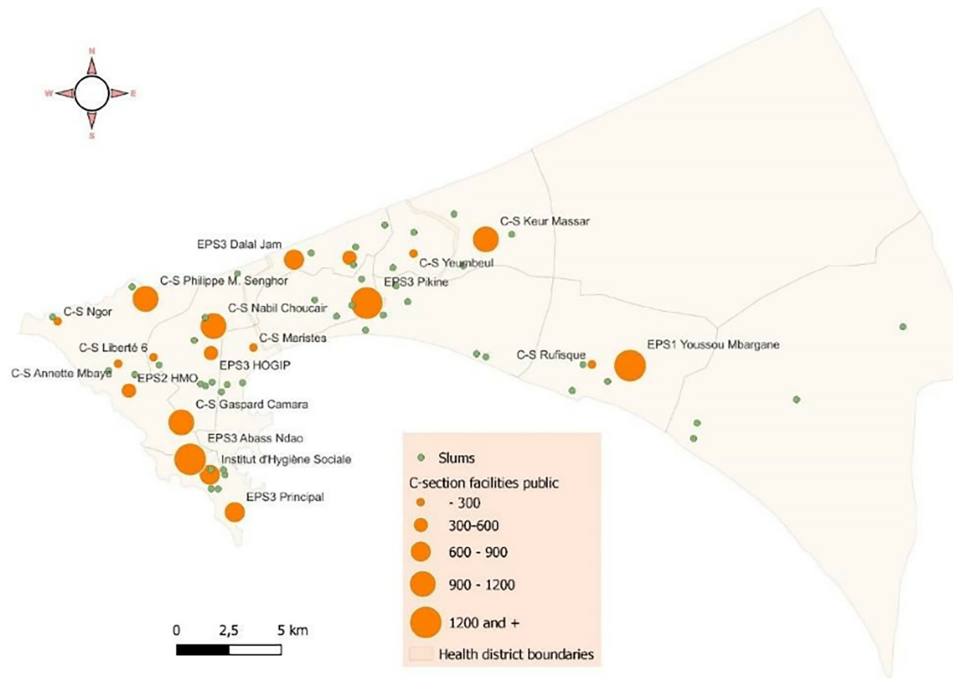 N
W E
S
C-S Keur Massar
EPS3 Dalal Jam
C-S Yeumbeul
C-S Philippe M. Senghor
EPS3 Pikine
C-S Ngor
C-S Nabil Choucair
C-S Maristes
C-S Liberté 6
EPS1 Youssou Mbargane
C-S Rufisque
EPS3 HOGIP
C-S Annette Mbaye
EPS2 HMO
C-S Gaspard Camara
EPS3 Abass Ndao
Institut d'Hygiène Sociale
EPS3 Principal
Slums
C-section facilities public
- 300
300-600
600 - 900
900 - 1200
1200 and +
Health district boundaries
0 2,5 5 km